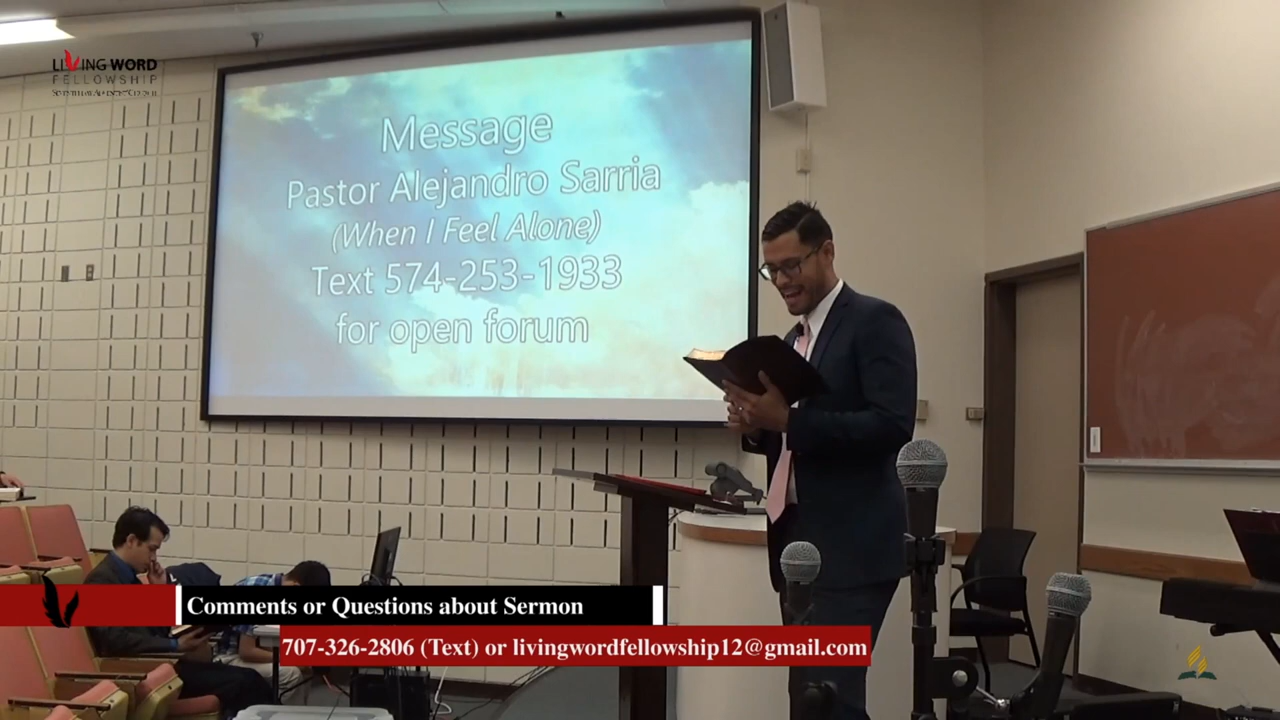 LIVING WORD
FELLOWSHIP
Message
Pastor Alejandro Sarria
(When I Feel Alone)
Text 574-253-1933
for open forum
Comments or Questions about Sermon
707-326-2806 (Text) or livingwordfellowship12@gmail.com